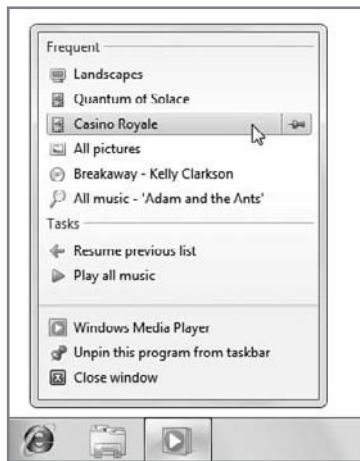 Frequent
Landscapes
Quantum of Solace
Casino Royale
All pictures
Breakaway - Kelly Clarkson
All music - 'Adam and the Ants'
Tasks
Resume previous list
Play all music
Windows Media Player
Unpin this program from taskbar
Close window